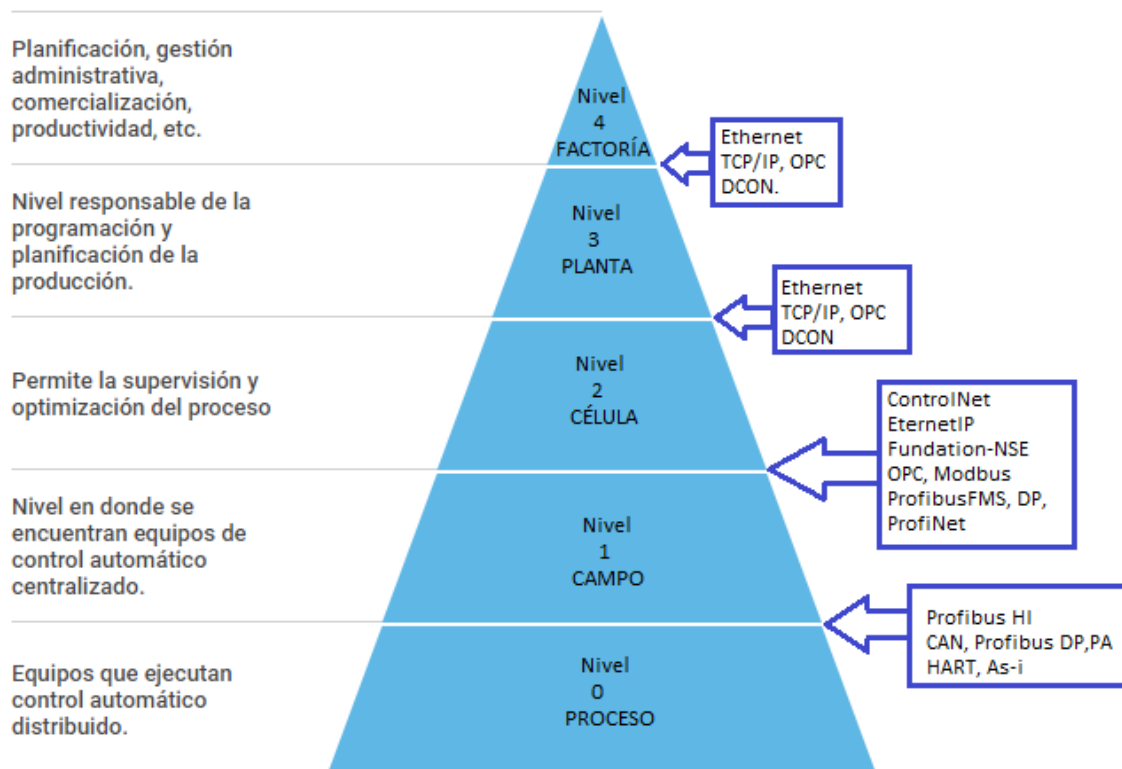 Planificación, gestión
administrativa,
comercialización,
productividad, etc.
Nivel
4
FACTORÍA
Ethernet
TCP/IP, OPC
DCON.
Nivel responsable de la
programación y
planificación de la
producción.
Nivel
3
PLANTA
Ethernet
TCP/IP, OPC
DCON
Permite la supervisión y
optimización del proceso
Nivel
2
CÉLULA
ControlNet
EternetIP
Fundation-NSE
OPC, Modbus
ProfibusFMS, DP,
ProfiNet
Nivel en donde se
encuentran equipos de
control automático
centralizado.
Nivel
1
CAMPO
Profibus HI
CAN, Profibus DP,PA
HART, As-i
Equipos que ejecutan
control automático
distribuido.
Nivel
0
PROCESO